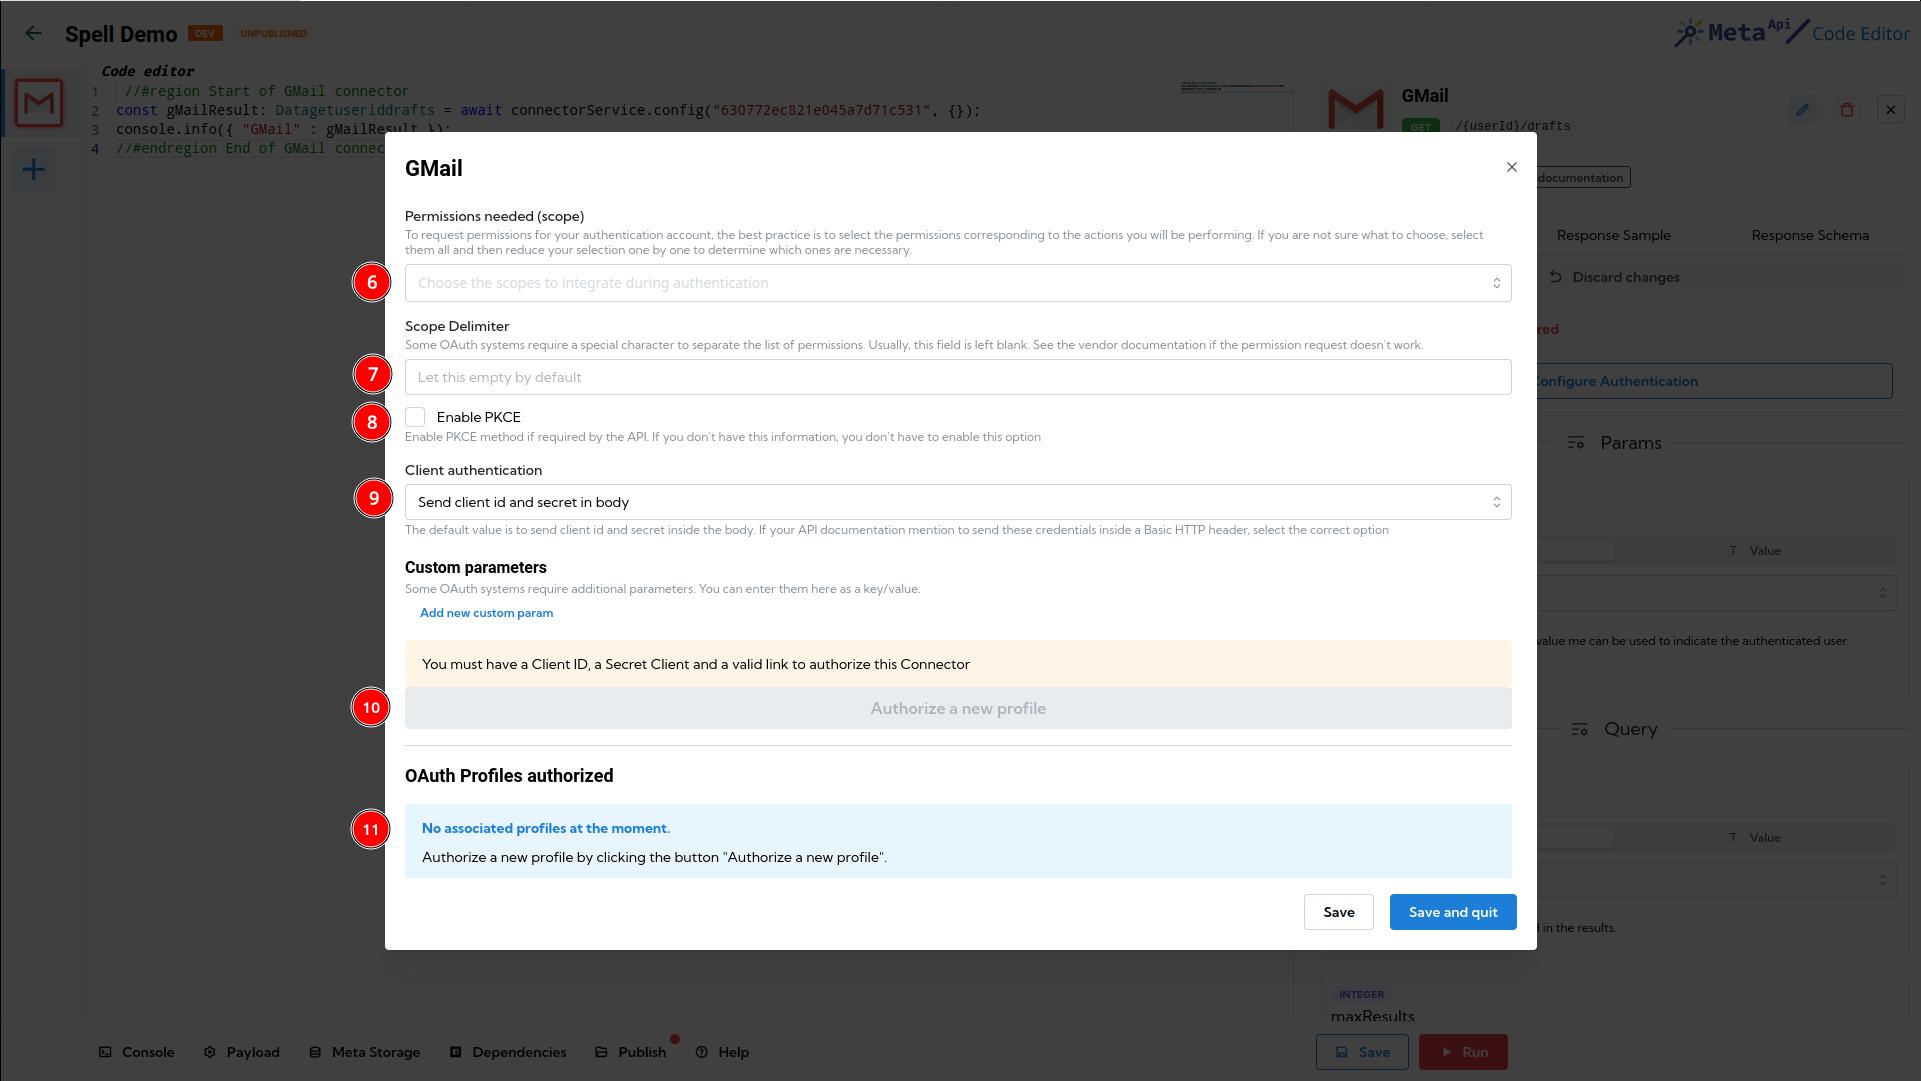 Spell Demo DEV UNPUBLISHED
MetaApi Code Editor
Code editor
1 //#region Start of GMail connector
2 const gMailResult: Datagetuseriddrafts = await connectorService.config("630772ec821e045a7d71c531", {});
3 console.info({ "GMail" : gMailResult });
4 //#endregion End of GMail connec
GMail
GET /{userId}/drafts
documentation
Response Sample Response Schema
Discard changes
red
Configure Authentication
Params
T Value
value me can be used to indicate the authenticated user.
Query
T Value
in the results.
INTEGER
maxResults
GMail
Permissions needed (scope)
To request permissions for your authentication account, the best practice is to select the permissions corresponding to the actions you will be performing. If you are not sure what to choose, select
them all and then reduce your selection one by one to determine which ones are necessary.
6 Choose the scopes to integrate during authentication
Scope Delimiter
Some OAuth systems require a special character to separate the list of permissions. Usually, this field is left blank. See the vendor documentation if the permission request doesn't work.
7 Let this empty by default
8 Enable PKCE
Enable PKCE method if required by the API. If you don't have this information, you don't have to enable this option
Client authentication
9 Send client id and secret in body
The default value is to send client id and secret inside the body. If your API documentation mention to send these credentials inside a Basic HTTP header, select the correct option
Custom parameters
Some OAuth systems require additional parameters. You can enter them here as a key/value.
Add new custom param
You must have a Client ID, a Secret Client and a valid link to authorize this Connector
10 Authorize a new profile
OAuth Profiles authorized
11 No associated profiles at the moment.
Authorize a new profile by clicking the button "Authorize a new profile".
Save Save and quit
Console Payload Meta Storage Dependencies Publish Help
Save Run